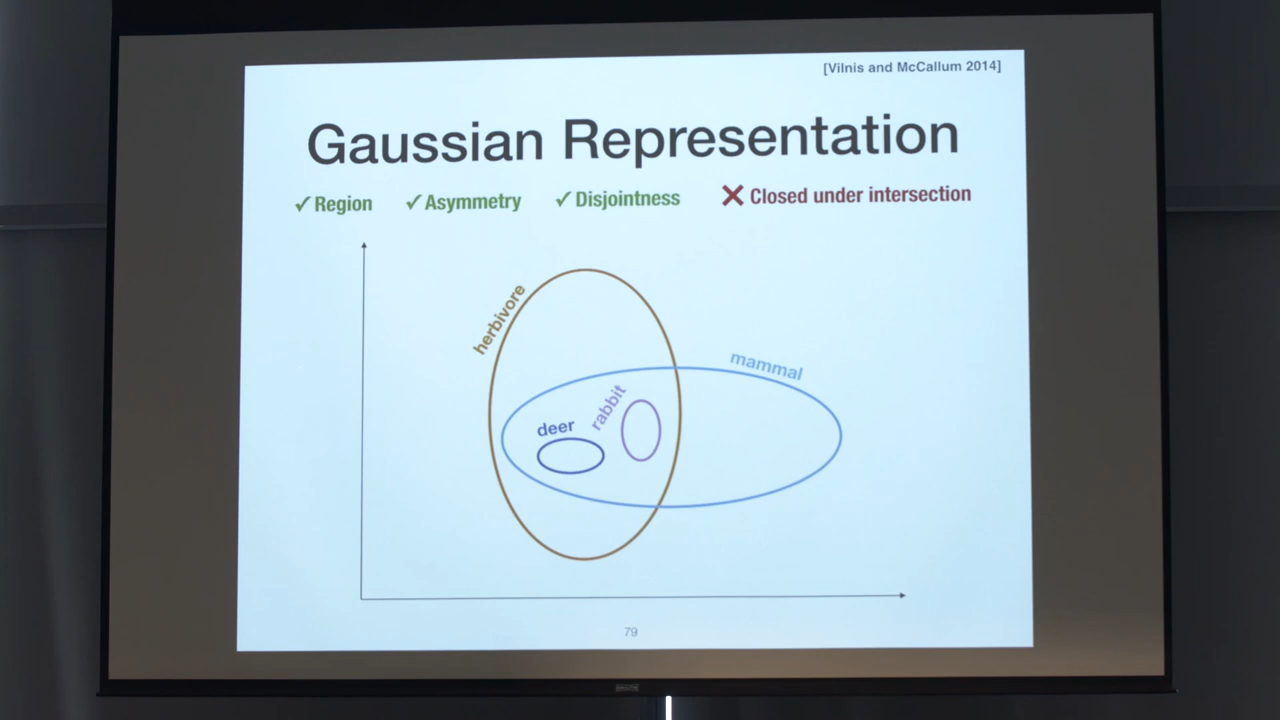 [Vilnis and McCallum 2014]
Gaussian Representation
✓ Region ✓ Asymmetry ✓ Disjointness ✗ Closed under intersection
herbivore
mammal
rabbit
deer
79